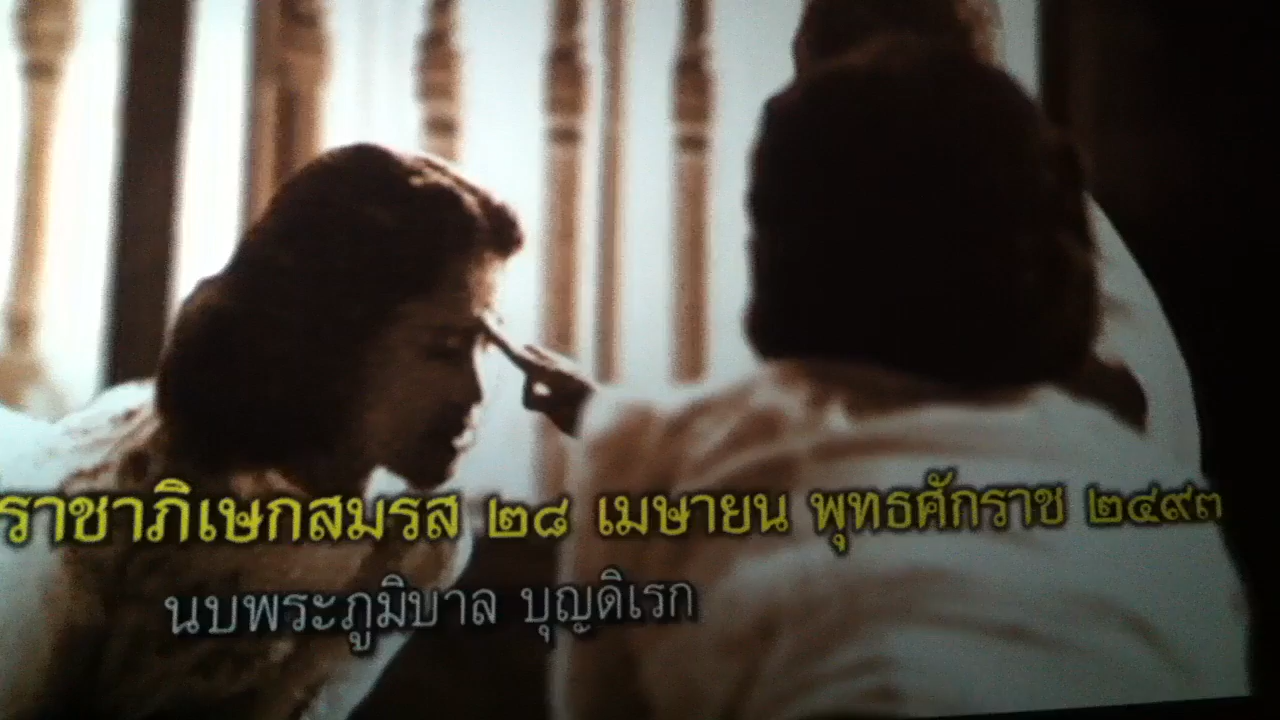 ราชาภิเษกสมรส ๒๘ เมษายน พุทธศักราช ๒๔๙๓
นบพระภูมิบาล บุญดิเรก